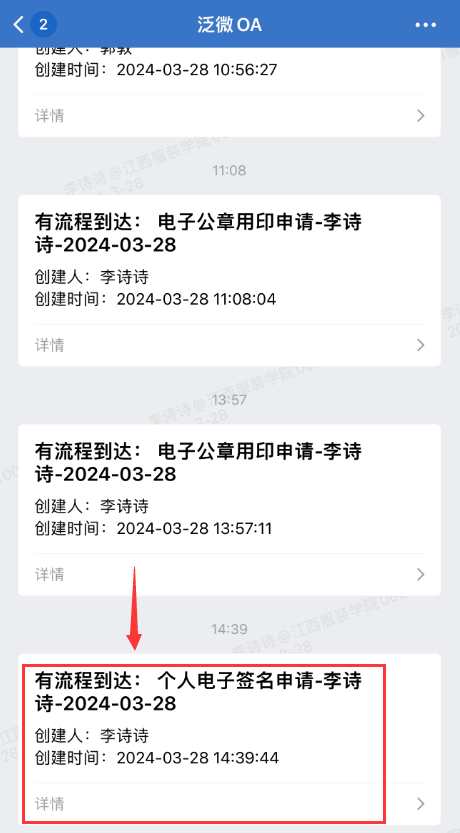 2
泛微OA
创建人：郭敦
创建时间：2024-03-28 10:56:27
详情
11:08
有流程到达： 电子公章用印申请-李诗
诗-2024-03-28
创建人：李诗诗
创建时间：2024-03-28 11:08:04
详情
13:57
有流程到达： 电子公章用印申请-李诗
诗-2024-03-28
创建人：李诗诗
创建时间：2024-03-28 13:57:11
详情
14:39
有流程到达： 个人电子签名申请-李诗
诗-2024-03-28
创建人：李诗诗
创建时间：2024-03-28 14:39:44
详情